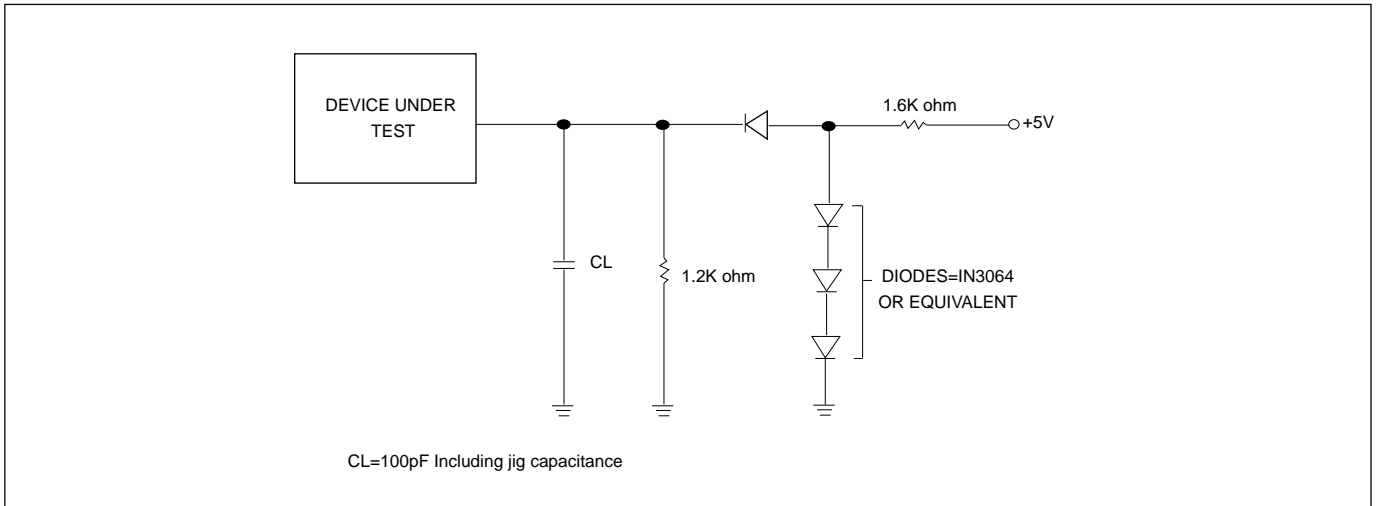 DEVICE UNDER
TEST
1.6K ohm
+5V
CL
1.2K ohm
DIODES=IN3064
OR EQUIVALENT
CL=100pF Including jig capacitance